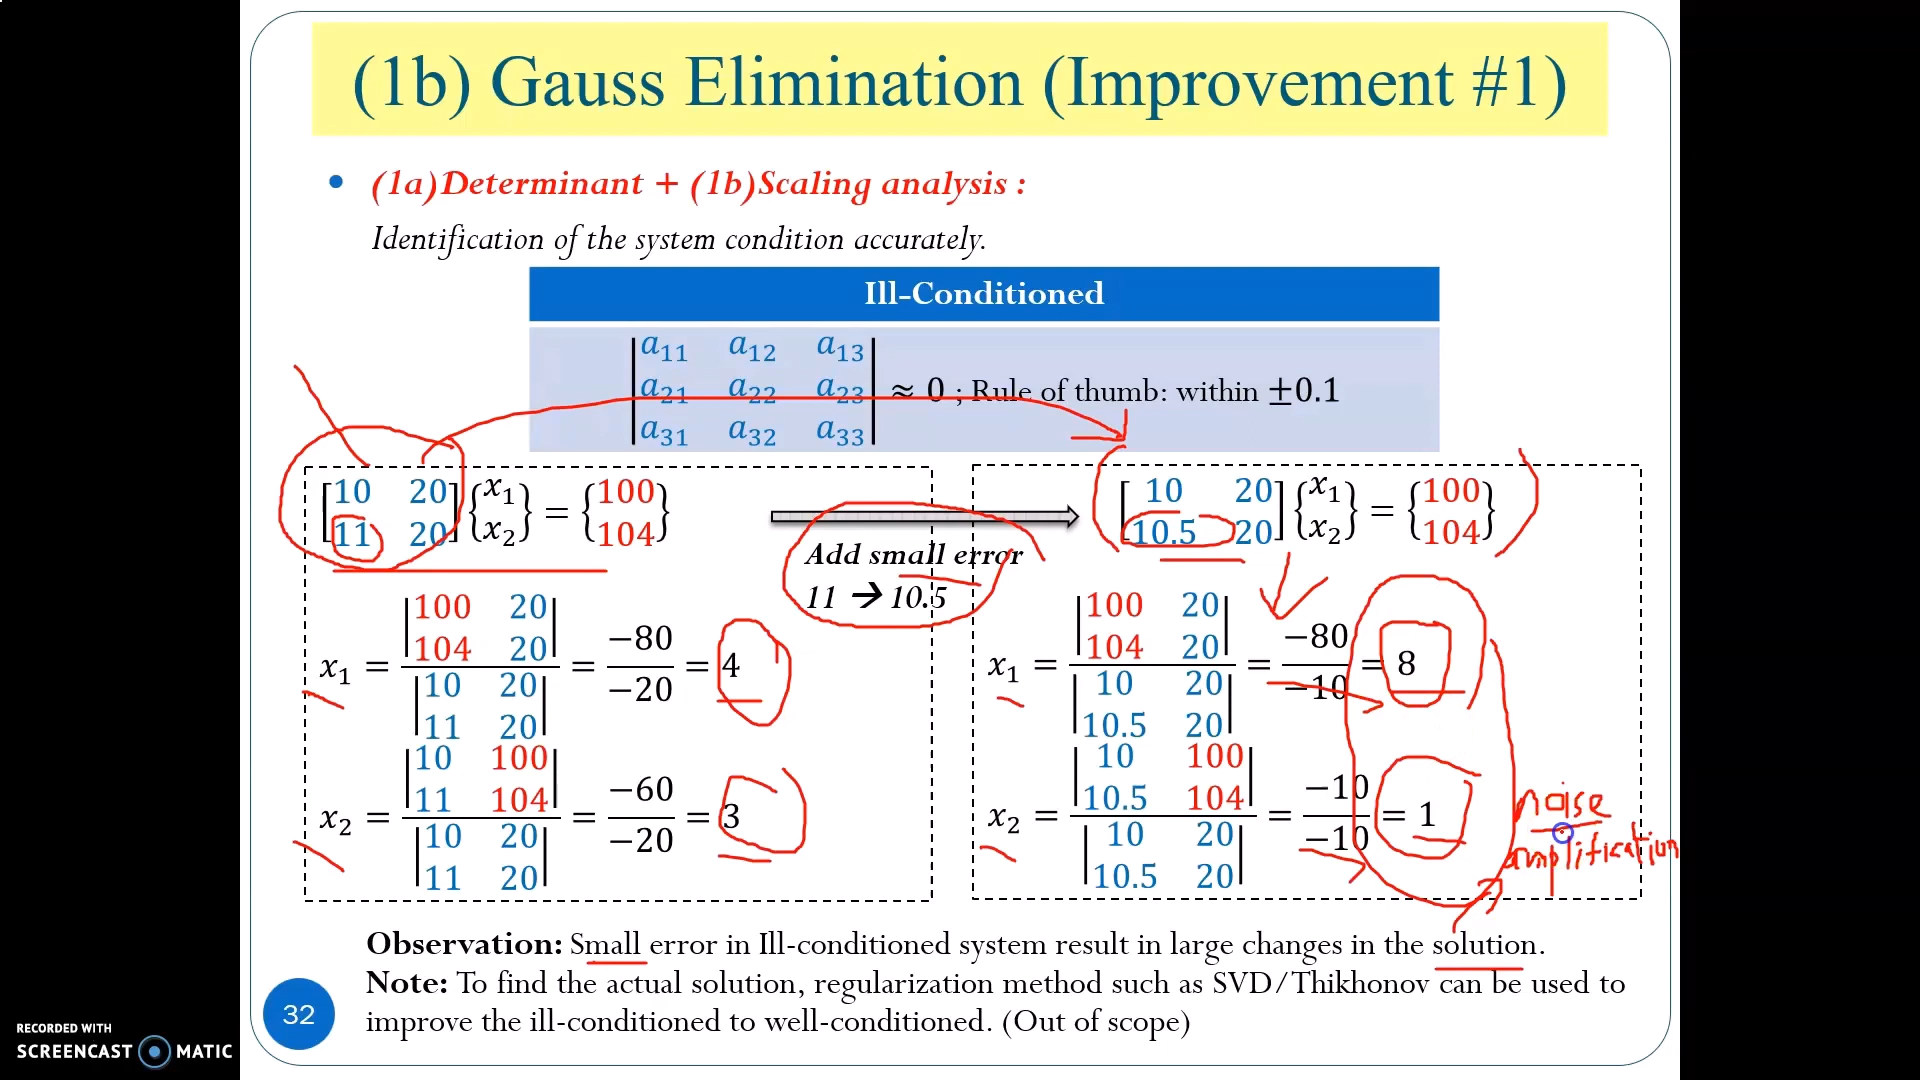 (1b) Gauss Elimination (Improvement #1)
• (1a)Determinant + (1b)Scaling analysis :
Identification of the system condition accurately.
Ill-Conditioned
|a₁₁ a₁₂ a₁₃|
|a₂₁ a₂₂ a₂₃| ≈ 0 ; Rule of thumb: within ±0.1
|a₃₁ a₃₂ a₃₃|
[10 20] {x₁} = {100}
[11 20] {x₂} = {104}
x₁ = |100 20|
|104 20| / |10 20|
|11 20| = −80/−20 = 4
x₂ = |10 100|
|11 104| / |10 20|
|11 20| = −60/−20 = 3
Add small error
11 → 10.5
[10 20] {x₁} = {100}
[10.5 20] {x₂} = {104}
x₁ = |100 20|
|104 20| / |10 20|
|10.5 20| = −80/−10 = 8
x₂ = |10 100|
|10.5 104| / |10 20|
|10.5 20| = −10/−10 = 1
noise
amplification
Observation: Small error in Ill-conditioned system result in large changes in the solution.
Note: To find the actual solution, regularization method such as SVD/Thikhonov can be used to
improve the ill-conditioned to well-conditioned. (Out of scope)
32
RECORDED WITH
SCREENCAST MATIC